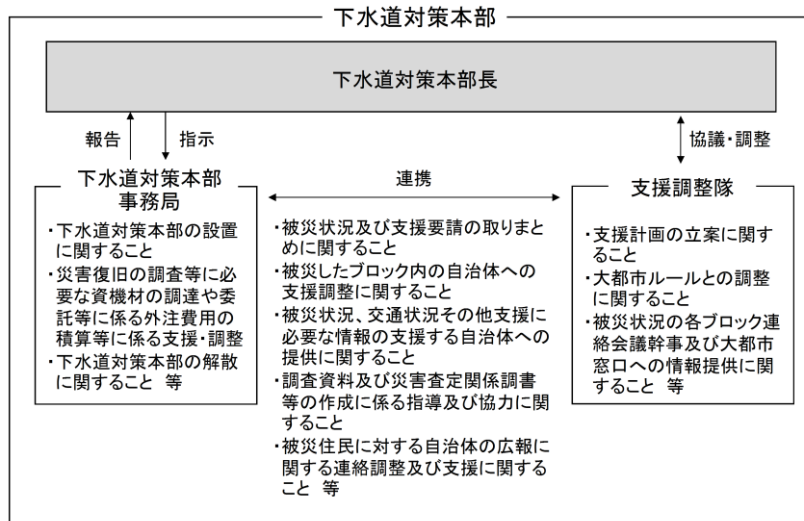 下水道対策本部
下水道対策本部長
報告
指示
協議・調整
下水道対策本部
事務局
・下水道対策本部の設置
に関すること
・災害復旧の調査等に必
要な資機材の調達や委
託等に係る外注費用の
積算等に係る支援・調整
・下水道対策本部の解散
に関すること 等
連携
・被災状況及び支援要請の取りまと
めに関すること
・被災したブロック内の自治体への
支援調整に関すること
・被災状況、交通状況その他支援に
必要な情報の支援する自治体への
提供に関すること
・調査資料及び災害査定関係調書
等の作成に係る指導及び協力に関
すること
・被災住民に対する自治体の広報に
関する連絡調整及び支援に関する
こと 等
支援調整隊
・支援計画の立案に関す
ること
・大都市ルールとの調整
に関すること
・被災状況の各ブロック連
絡会議幹事及び大都市
窓口への情報提供に関
すること 等